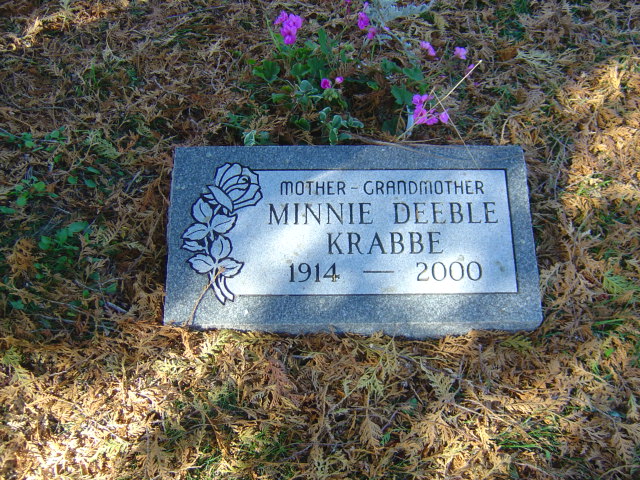 MOTHER - GRANDMOTHER
MINNIE DEEBLE
KRABBE
1914 — 2000